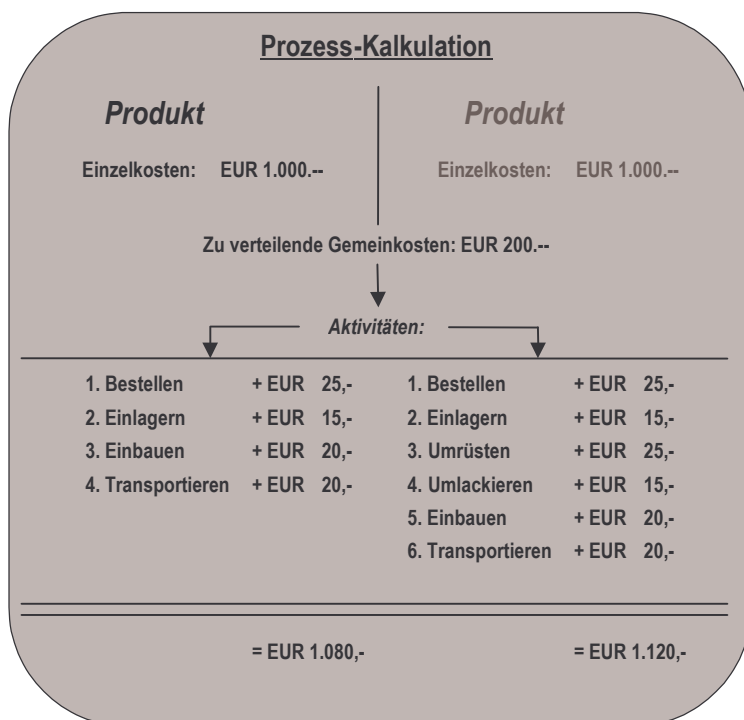 Prozess-Kalkulation
Produkt Produkt
Einzelkosten: EUR 1.000.-- Einzelkosten: EUR 1.000.--
Zu verteilende Gemeinkosten: EUR 200.--
Aktivitäten:
1. Bestellen + EUR 25,- 1. Bestellen + EUR 25,-
2. Einlagern + EUR 15,- 2. Einlagern + EUR 15,-
3. Einbauen + EUR 20,- 3. Umrüsten + EUR 25,-
4. Transportieren + EUR 20,- 4. Umlackieren + EUR 15,-
5. Einbauen + EUR 20,-
6. Transportieren + EUR 20,-
= EUR 1.080,- = EUR 1.120,-